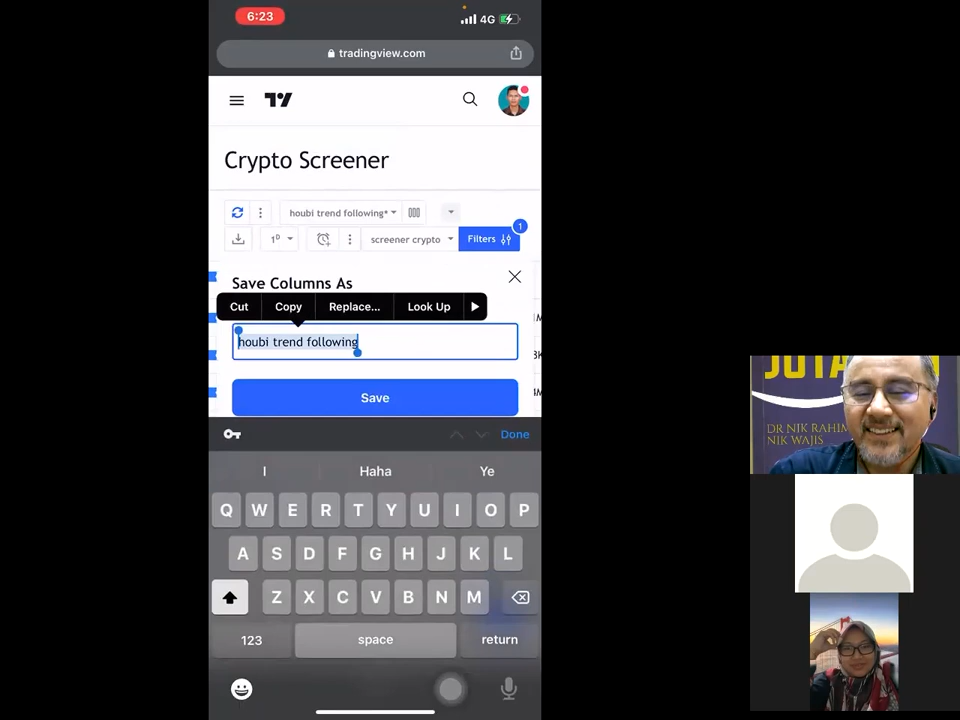 6:23
4G
tradingview.com
TV
Crypto Screener
houbi trend following*
1
1D
screener crypto
Filters
Save Columns As
Cut
Copy
Replace...
Look Up
houbi trend following
Save
Done
I
Haha
Ye
Q W E R T Y U I O P
A S D F G H J K L
Z X C V B N M
123
space
return
DR NIK RAHIM
NIK WAJIS